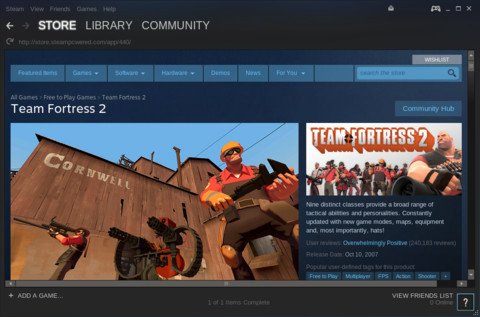 Steam View Friends Games Help
STORE LIBRARY COMMUNITY
http://store.steampowered.com/app/440/
WISHLIST
Featured Items Games Software Hardware Demos News For You search the store
All Games > Free to Play Games > Team Fortress 2
Team Fortress 2
Community Hub
CORNWELL
TEAM FORTRESS 2
Nine distinct classes provide a broad range of
tactical abilities and personalities. Constantly
updated with new game modes, maps, equipment
and, most importantly, hats!
User reviews: Overwhelmingly Positive (240,193 reviews)
Release Date: Oct 10, 2007
Popular user-defined tags for this product:
Free to Play Multiplayer FPS Action Shooter +
+ ADD A GAME...
1 of 1 Items Complete
VIEW FRIENDS LIST
0 Online
?